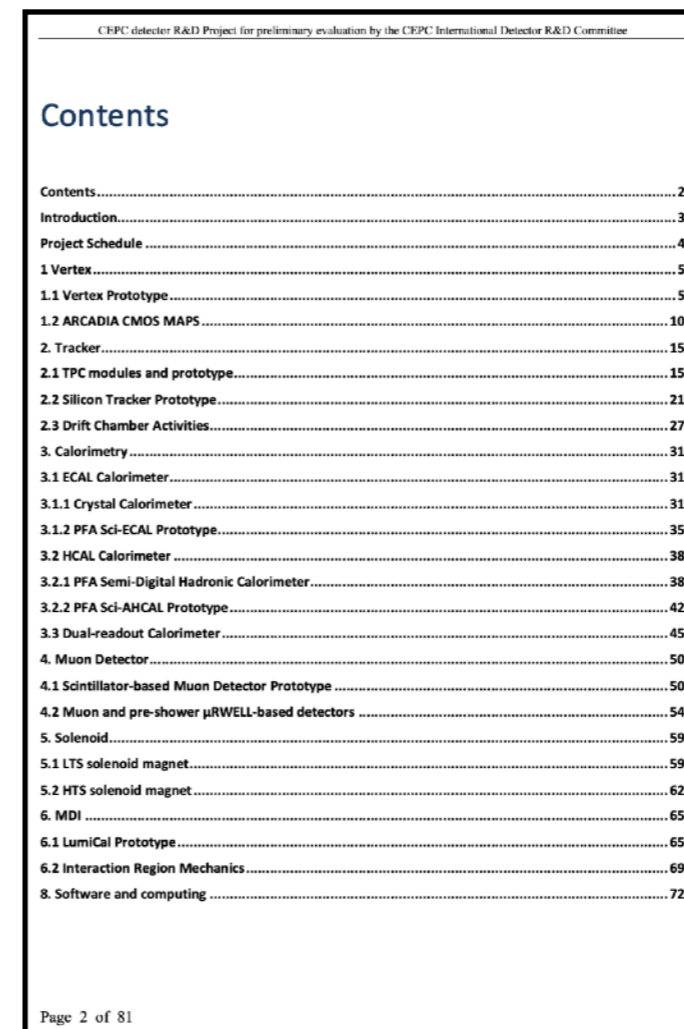 CEPC detector R&D Project for preliminary evaluation by the CEPC International Detector R&D Committee
Contents
Contents 2
Introduction 3
Project Schedule 4
1 Vertex 5
1.1 Vertex Prototype 5
1.2 ARCADIA CMOS MAPS 10
2. Tracker 15
2.1 TPC modules and prototype 15
2.2 Silicon Tracker Prototype 21
2.3 Drift Chamber Activities 27
3. Calorimetry 31
3.1 ECAL Calorimeter 31
3.1.1 Crystal Calorimeter 31
3.1.2 PFA Sci-ECAL Prototype 35
3.2 HCAL Calorimeter 38
3.2.1 PFA Semi-Digital Hadronic Calorimeter 38
3.2.2 PFA Sci-AHCAL Prototype 42
3.3 Dual-readout Calorimeter 45
4. Muon Detector 50
4.1 Scintillator-based Muon Detector Prototype 50
4.2 Muon and pre-shower μRWELL-based detectors 54
5. Solenoid 59
5.1 LTS solenoid magnet 59
5.2 HTS solenoid magnet 62
6. MDI 65
6.1 LumiCal Prototype 65
6.2 Interaction Region Mechanics 69
8. Software and computing 72
Page 2 of 81